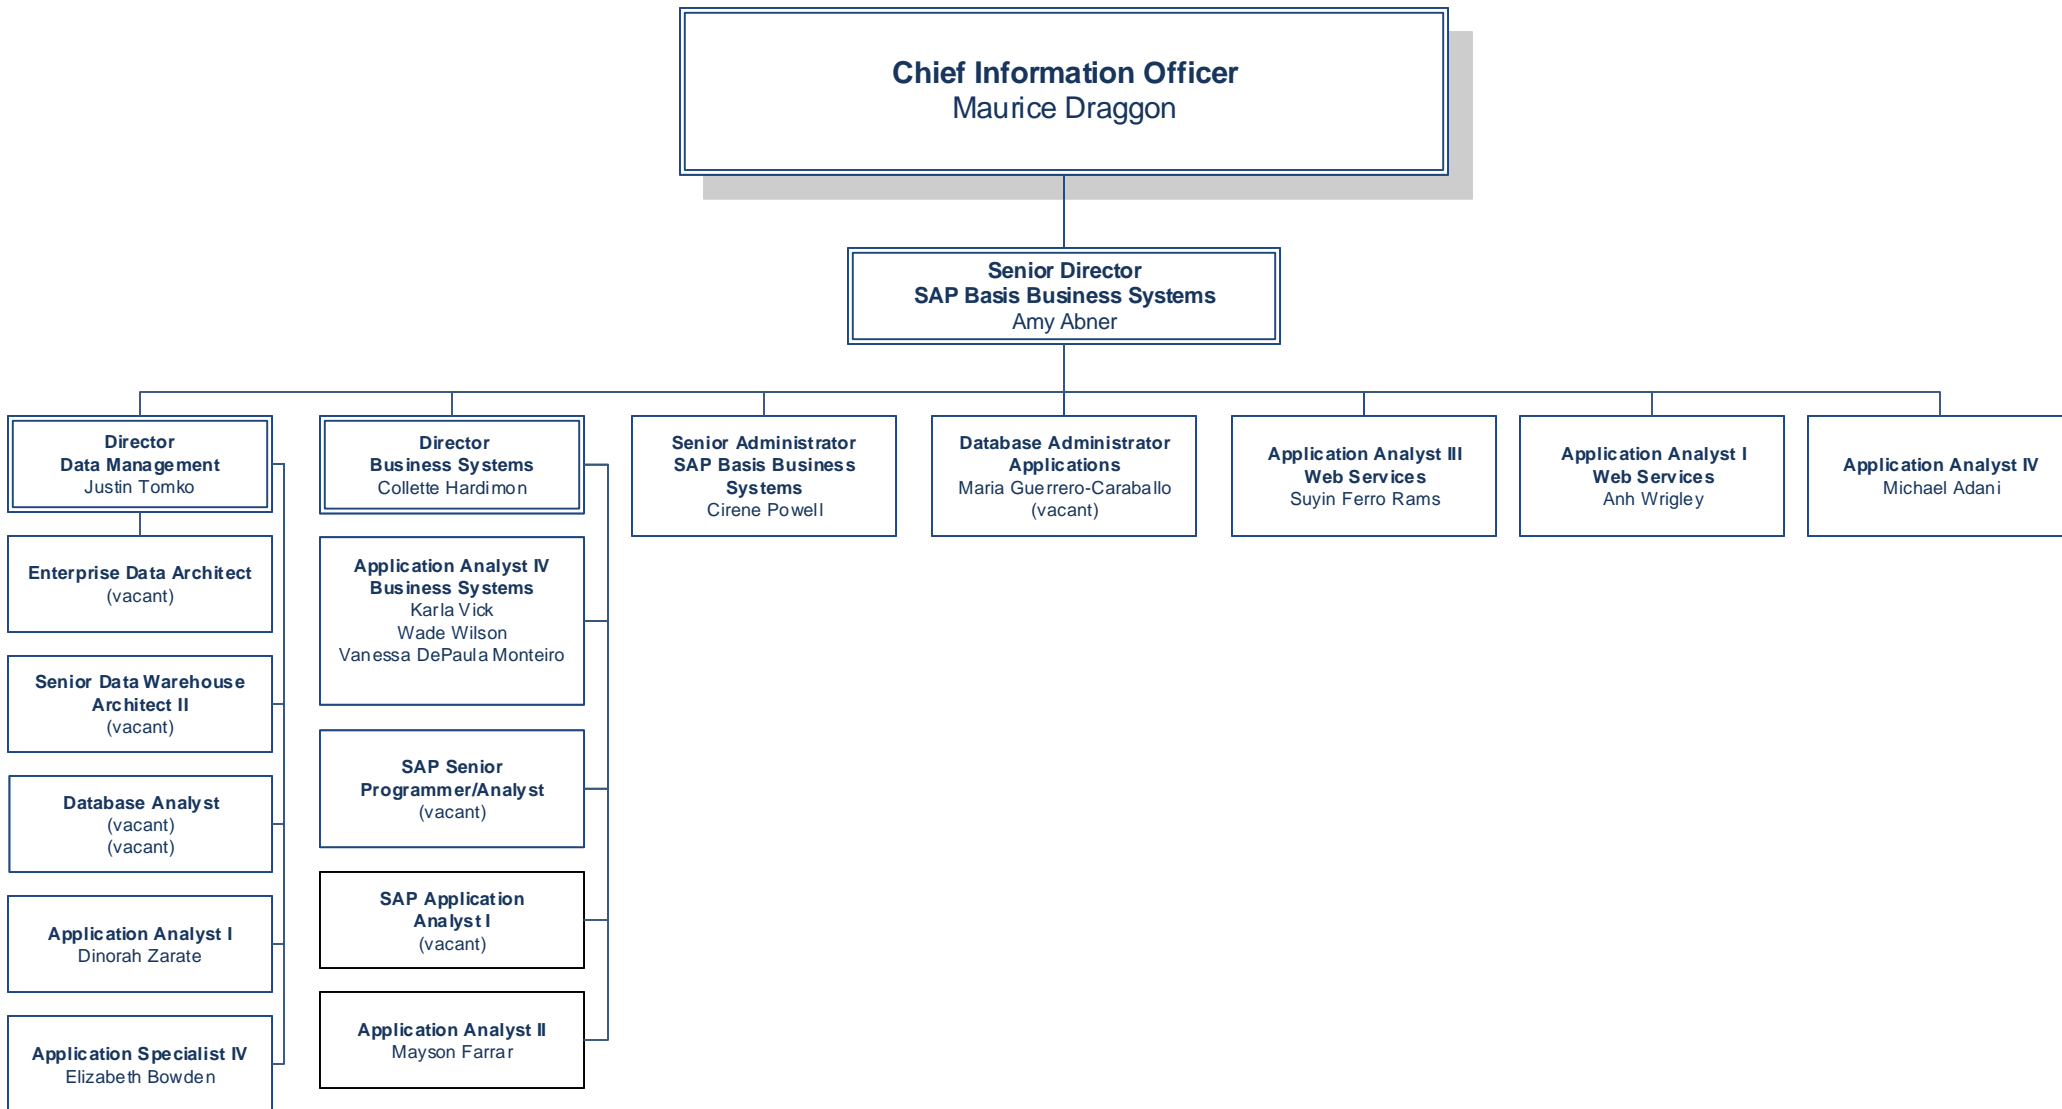 Chief Information Officer
Maurice Draggon
Senior Director
SAP Basis Business Systems
Amy Abner
Director
Data Management
Justin Tomko
Enterprise Data Architect
(vacant)
Senior Data Warehouse
Architect II
(vacant)
Database Analyst
(vacant)
(vacant)
Application Analyst I
Dinorah Zarate
Application Specialist IV
Elizabeth Bowden
Director
Business Systems
Collette Hardimon
Application Analyst IV
Business Systems
Karla Vick
Wade Wilson
Vanessa DePaula Monteiro
SAP Senior
Programmer/Analyst
(vacant)
SAP Application
Analyst I
(vacant)
Application Analyst II
Mayson Farrar
Senior Administrator
SAP Basis Business
Systems
Cirene Powell
Database Administrator
Applications
Maria Guerrero-Caraballo
(vacant)
Application Analyst III
Web Services
Suyin Ferro Rams
Application Analyst I
Web Services
Anh Wrigley
Application Analyst IV
Michael Adani